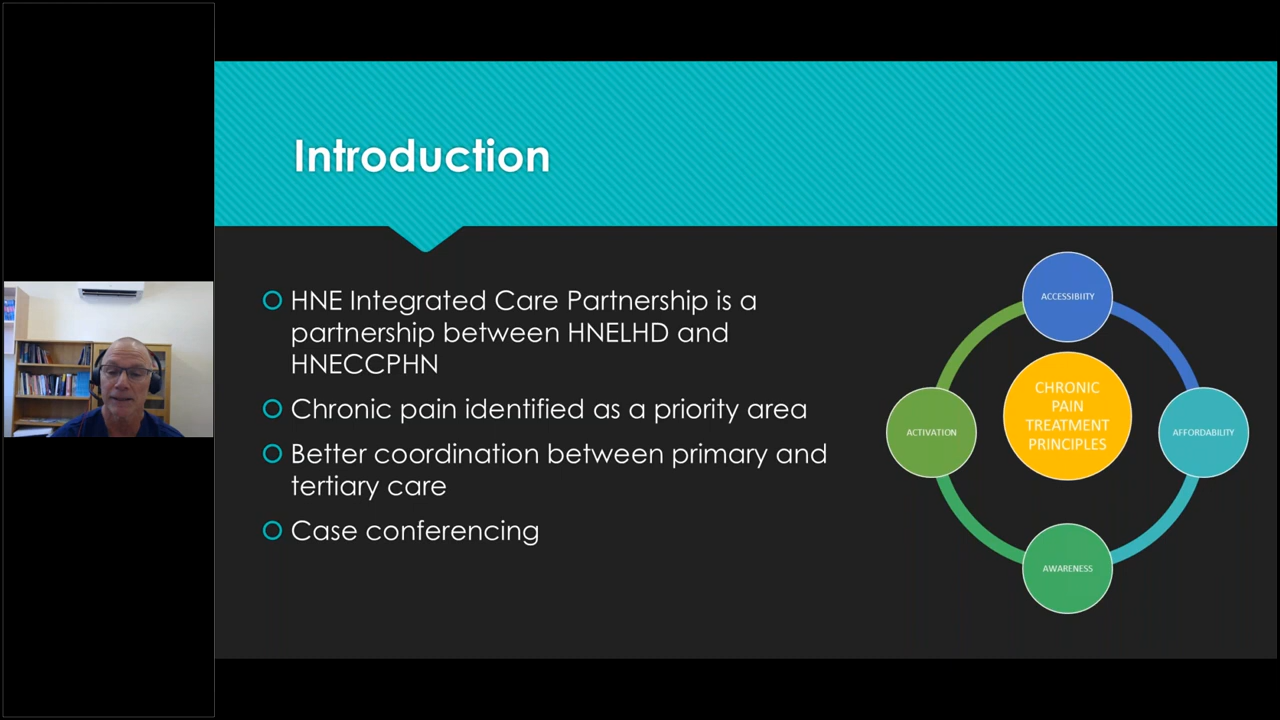 Introduction
HNE Integrated Care Partnership is a
partnership between HNELHD and
HNECCPHN
Chronic pain identified as a priority area
Better coordination between primary and
tertiary care
Case conferencing
ACCESSIBIITY
CHRONIC
PAIN
TREATMENT
PRINCIPLES
ACTIVATION
AFFORDABILITY
AWARENESS